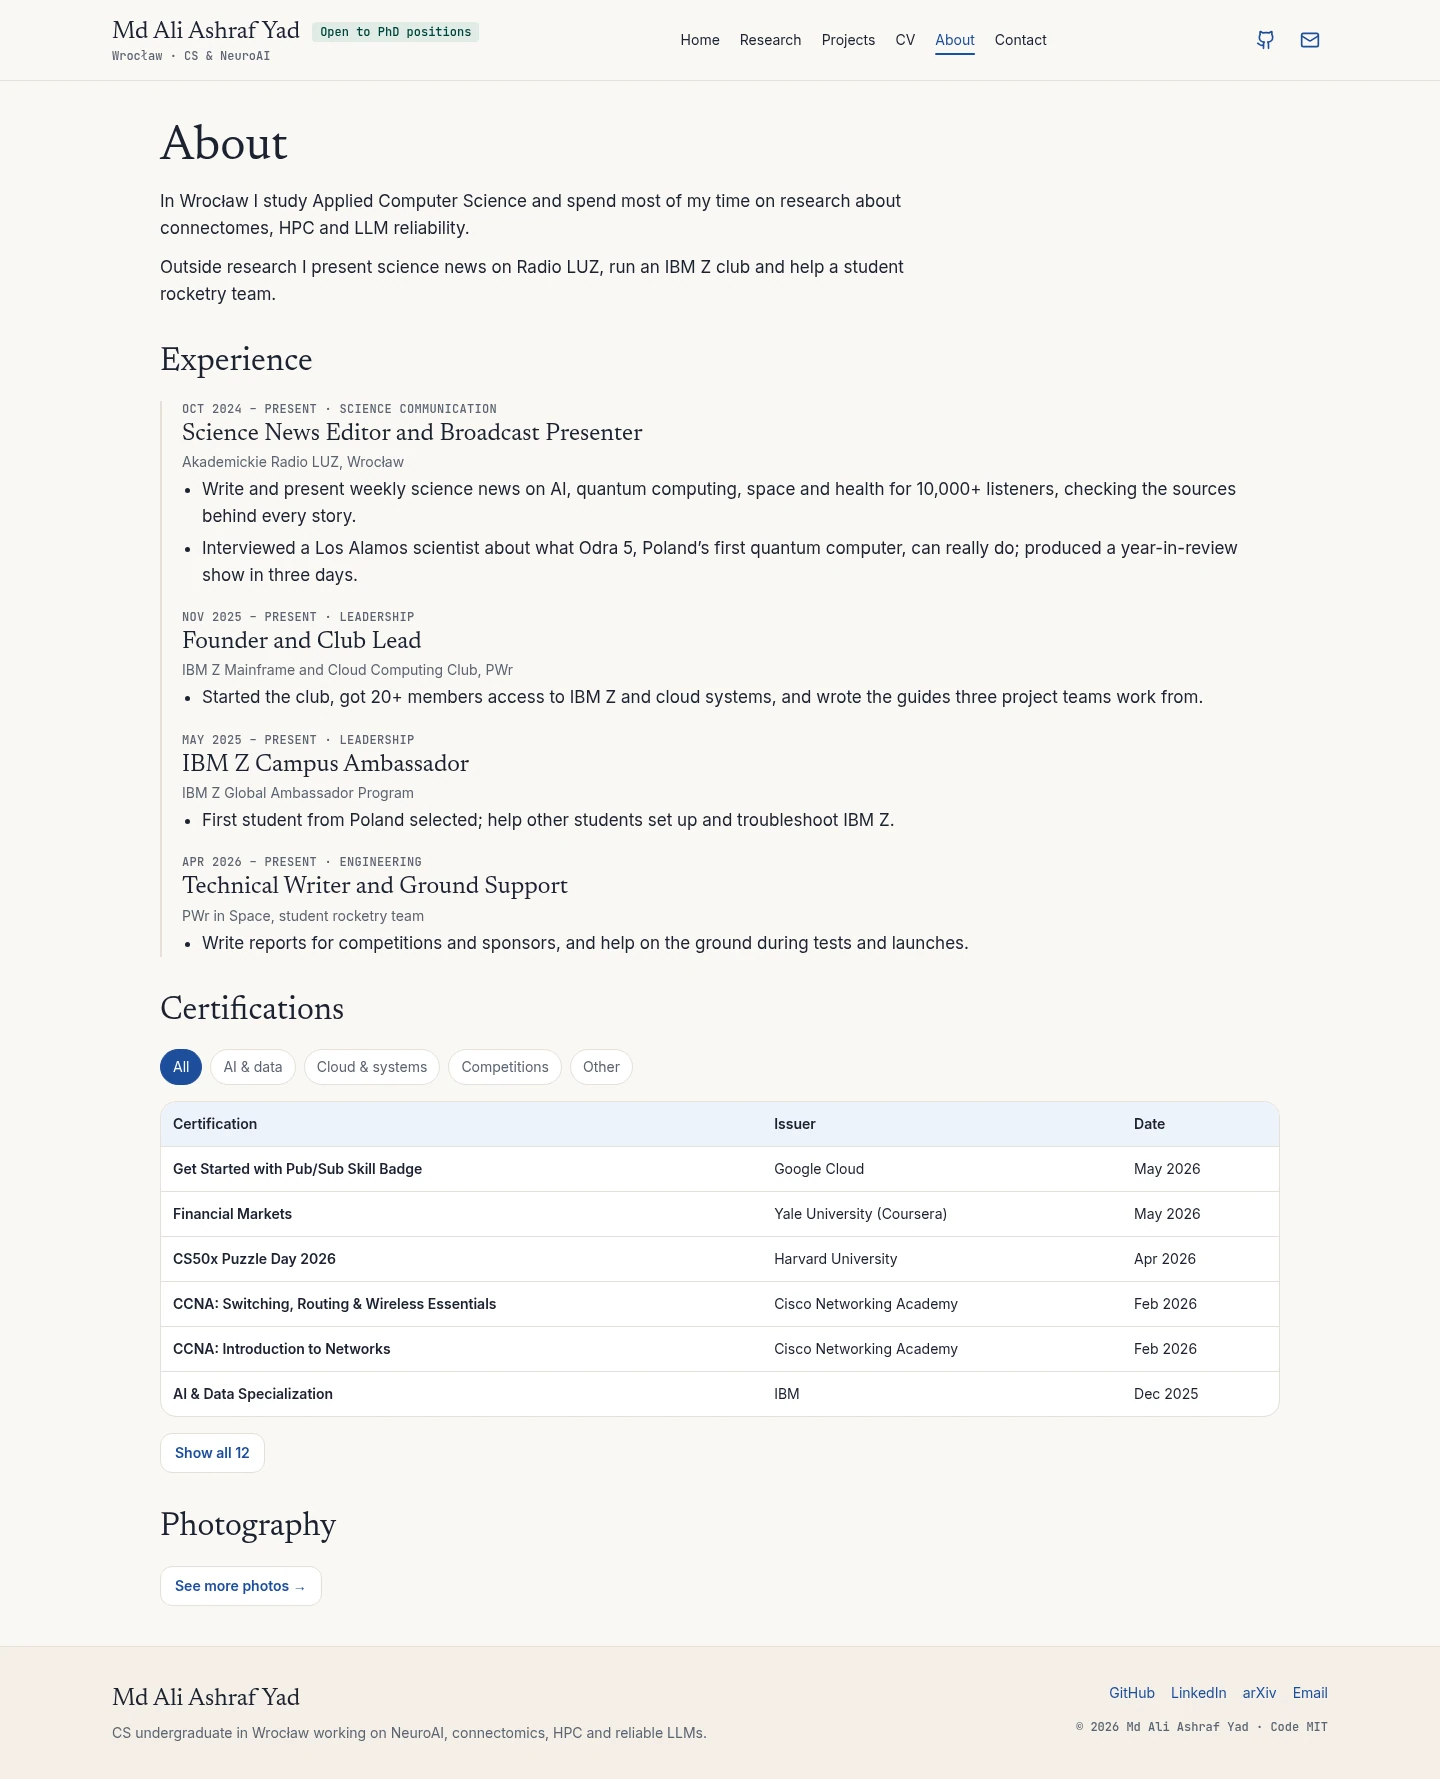 Md Ali Ashraf Yad
Open to PhD positions
Wrocław · CS & NeuroAI
Home
Research
Projects
CV
About
Contact
About
In Wrocław I study Applied Computer Science and spend most of my time on research about
connectomes, HPC and LLM reliability.
Outside research I present science news on Radio LUZ, run an IBM Z club and help a student
rocketry team.
Experience
OCT 2024 – PRESENT · SCIENCE COMMUNICATION
Science News Editor and Broadcast Presenter
Akademickie Radio LUZ, Wrocław
• Write and present weekly science news on AI, quantum computing, space and health for 10,000+ listeners, checking the sources
behind every story.
• Interviewed a Los Alamos scientist about what Odra 5, Poland’s first quantum computer, can really do; produced a year-in-review
show in three days.
NOV 2025 – PRESENT · LEADERSHIP
Founder and Club Lead
IBM Z Mainframe and Cloud Computing Club, PWr
• Started the club, got 20+ members access to IBM Z and cloud systems, and wrote the guides three project teams work from.
MAY 2025 – PRESENT · LEADERSHIP
IBM Z Campus Ambassador
IBM Z Global Ambassador Program
• First student from Poland selected; help other students set up and troubleshoot IBM Z.
APR 2026 – PRESENT · ENGINEERING
Technical Writer and Ground Support
PWr in Space, student rocketry team
• Write reports for competitions and sponsors, and help on the ground during tests and launches.
Certifications
All
AI & data
Cloud & systems
Competitions
Other
Certification Issuer Date
Get Started with Pub/Sub Skill Badge Google Cloud May 2026
Financial Markets Yale University (Coursera) May 2026
CS50x Puzzle Day 2026 Harvard University Apr 2026
CCNA: Switching, Routing & Wireless Essentials Cisco Networking Academy Feb 2026
CCNA: Introduction to Networks Cisco Networking Academy Feb 2026
AI & Data Specialization IBM Dec 2025
Show all 12
Photography
See more photos →
Md Ali Ashraf Yad
CS undergraduate in Wrocław working on NeuroAI, connectomics, HPC and reliable LLMs.
GitHub LinkedIn arXiv Email
© 2026 Md Ali Ashraf Yad · Code MIT